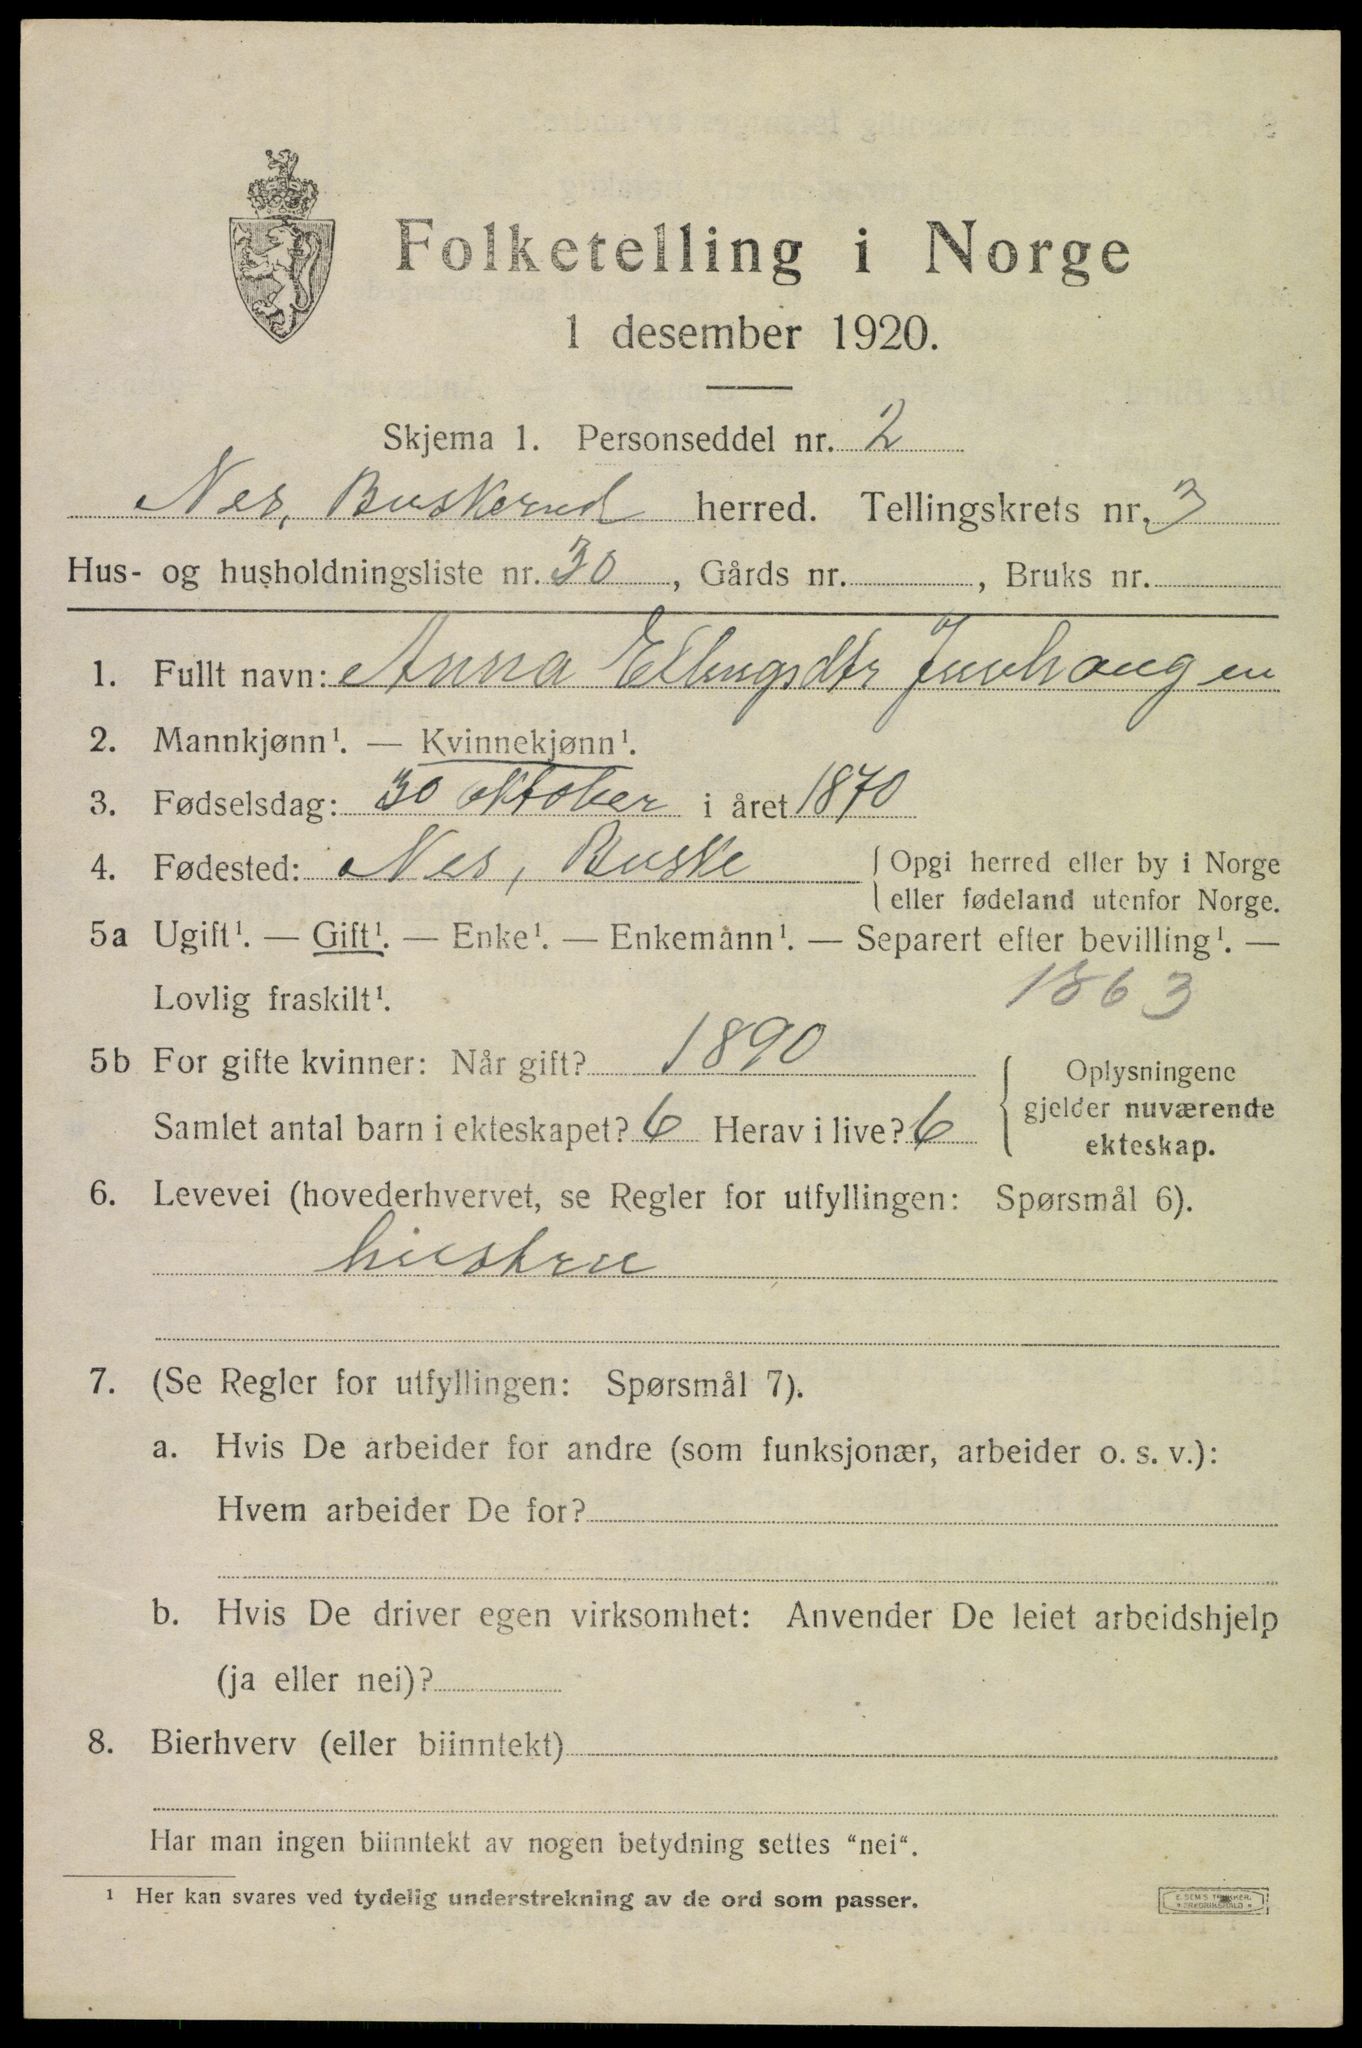 Folketelling i Norge
1 desember 1920.
Skjema 1. Personseddel nr. 2
Nes, Buskerud herred. Tellingskrets nr. 3
Hus- og husholdningsliste nr. 30, Gårds nr. , Bruks nr.
1. Fullt navn: Anna Ellingsdtr Juvhaugen
2. Mannkjønn¹. — Kvinnekjønn¹.
3. Fødselsdag: 30 oktober i året 1870
4. Fødested: Nes, Buske { Opgi herred eller by i Norge
eller fødeland utenfor Norge.
5a Ugift¹. — Gift¹. — Enke¹. — Enkemann¹. — Separert efter bevilling¹. —
Lovlig fraskilt¹. 1863
5b For gifte kvinner: Når gift? 1890
Samlet antal barn i ekteskapet? 6 Herav i live? 6
{ Oplysningene
gjelder nuværende
ekteskap.
6. Levevei (hovederhvervet, se Regler for utfyllingen: Spørsmål 6).
hustru
7. (Se Regler for utfyllingen: Spørsmål 7).
a. Hvis De arbeider for andre (som funksjonær, arbeider o. s. v.):
Hvem arbeider De for?
b. Hvis De driver egen virksomhet: Anvender De leiet arbeidshjelp
(ja eller nei)?
8. Bierhverv (eller biinntekt)
Har man ingen biinntekt av nogen betydning settes “nei“.
¹ Her kan svares ved tydelig understrekning av de ord som passer.
E. SEM'S TRYKKERI
FREDRIKSHALD